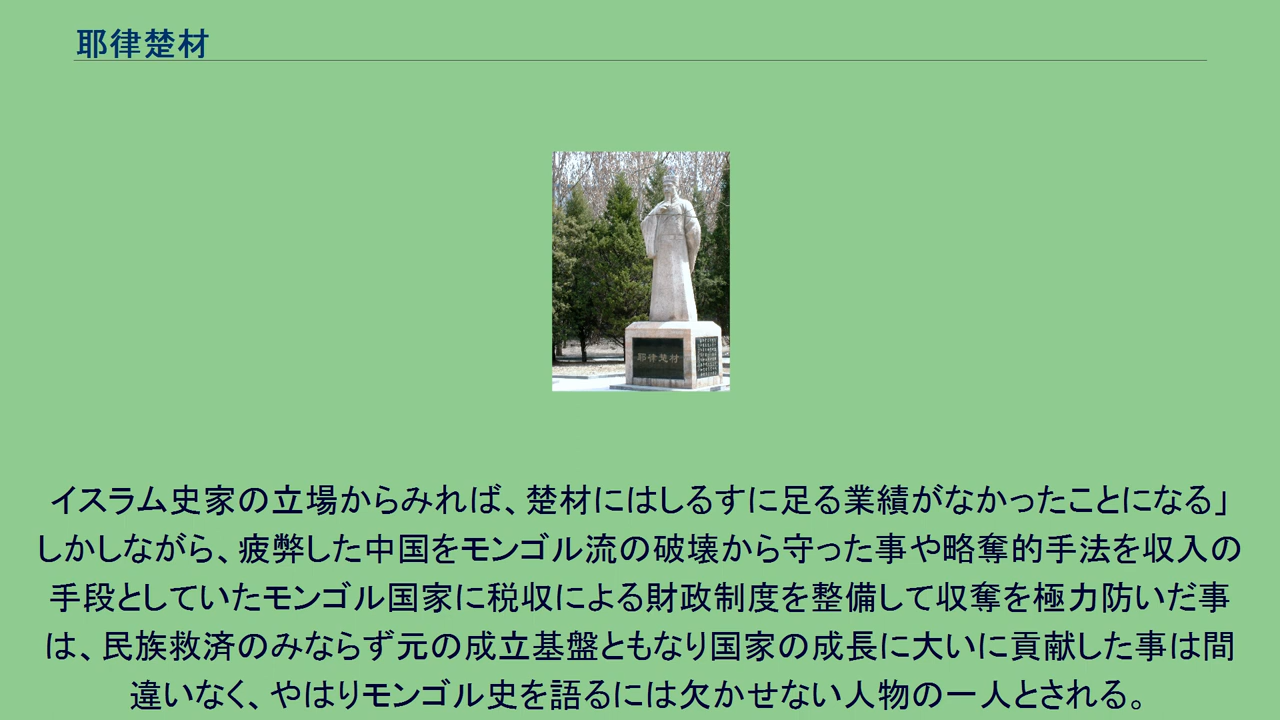 耶律楚材
耶律楚材
イスラム史家の立場からみれば、楚材にはしるすに足る業績がなかったことになる」
しかしながら、疲弊した中国をモンゴル流の破壊から守った事や略奪的手法を収入の
手段としていたモンゴル国家に税収による財政制度を整備して収奪を極力防いだ事
は、民族救済のみならず元の成立基盤ともなり国家の成長に大いに貢献した事は間
違いなく、やはりモンゴル史を語るには欠かせない人物の一人とされる。